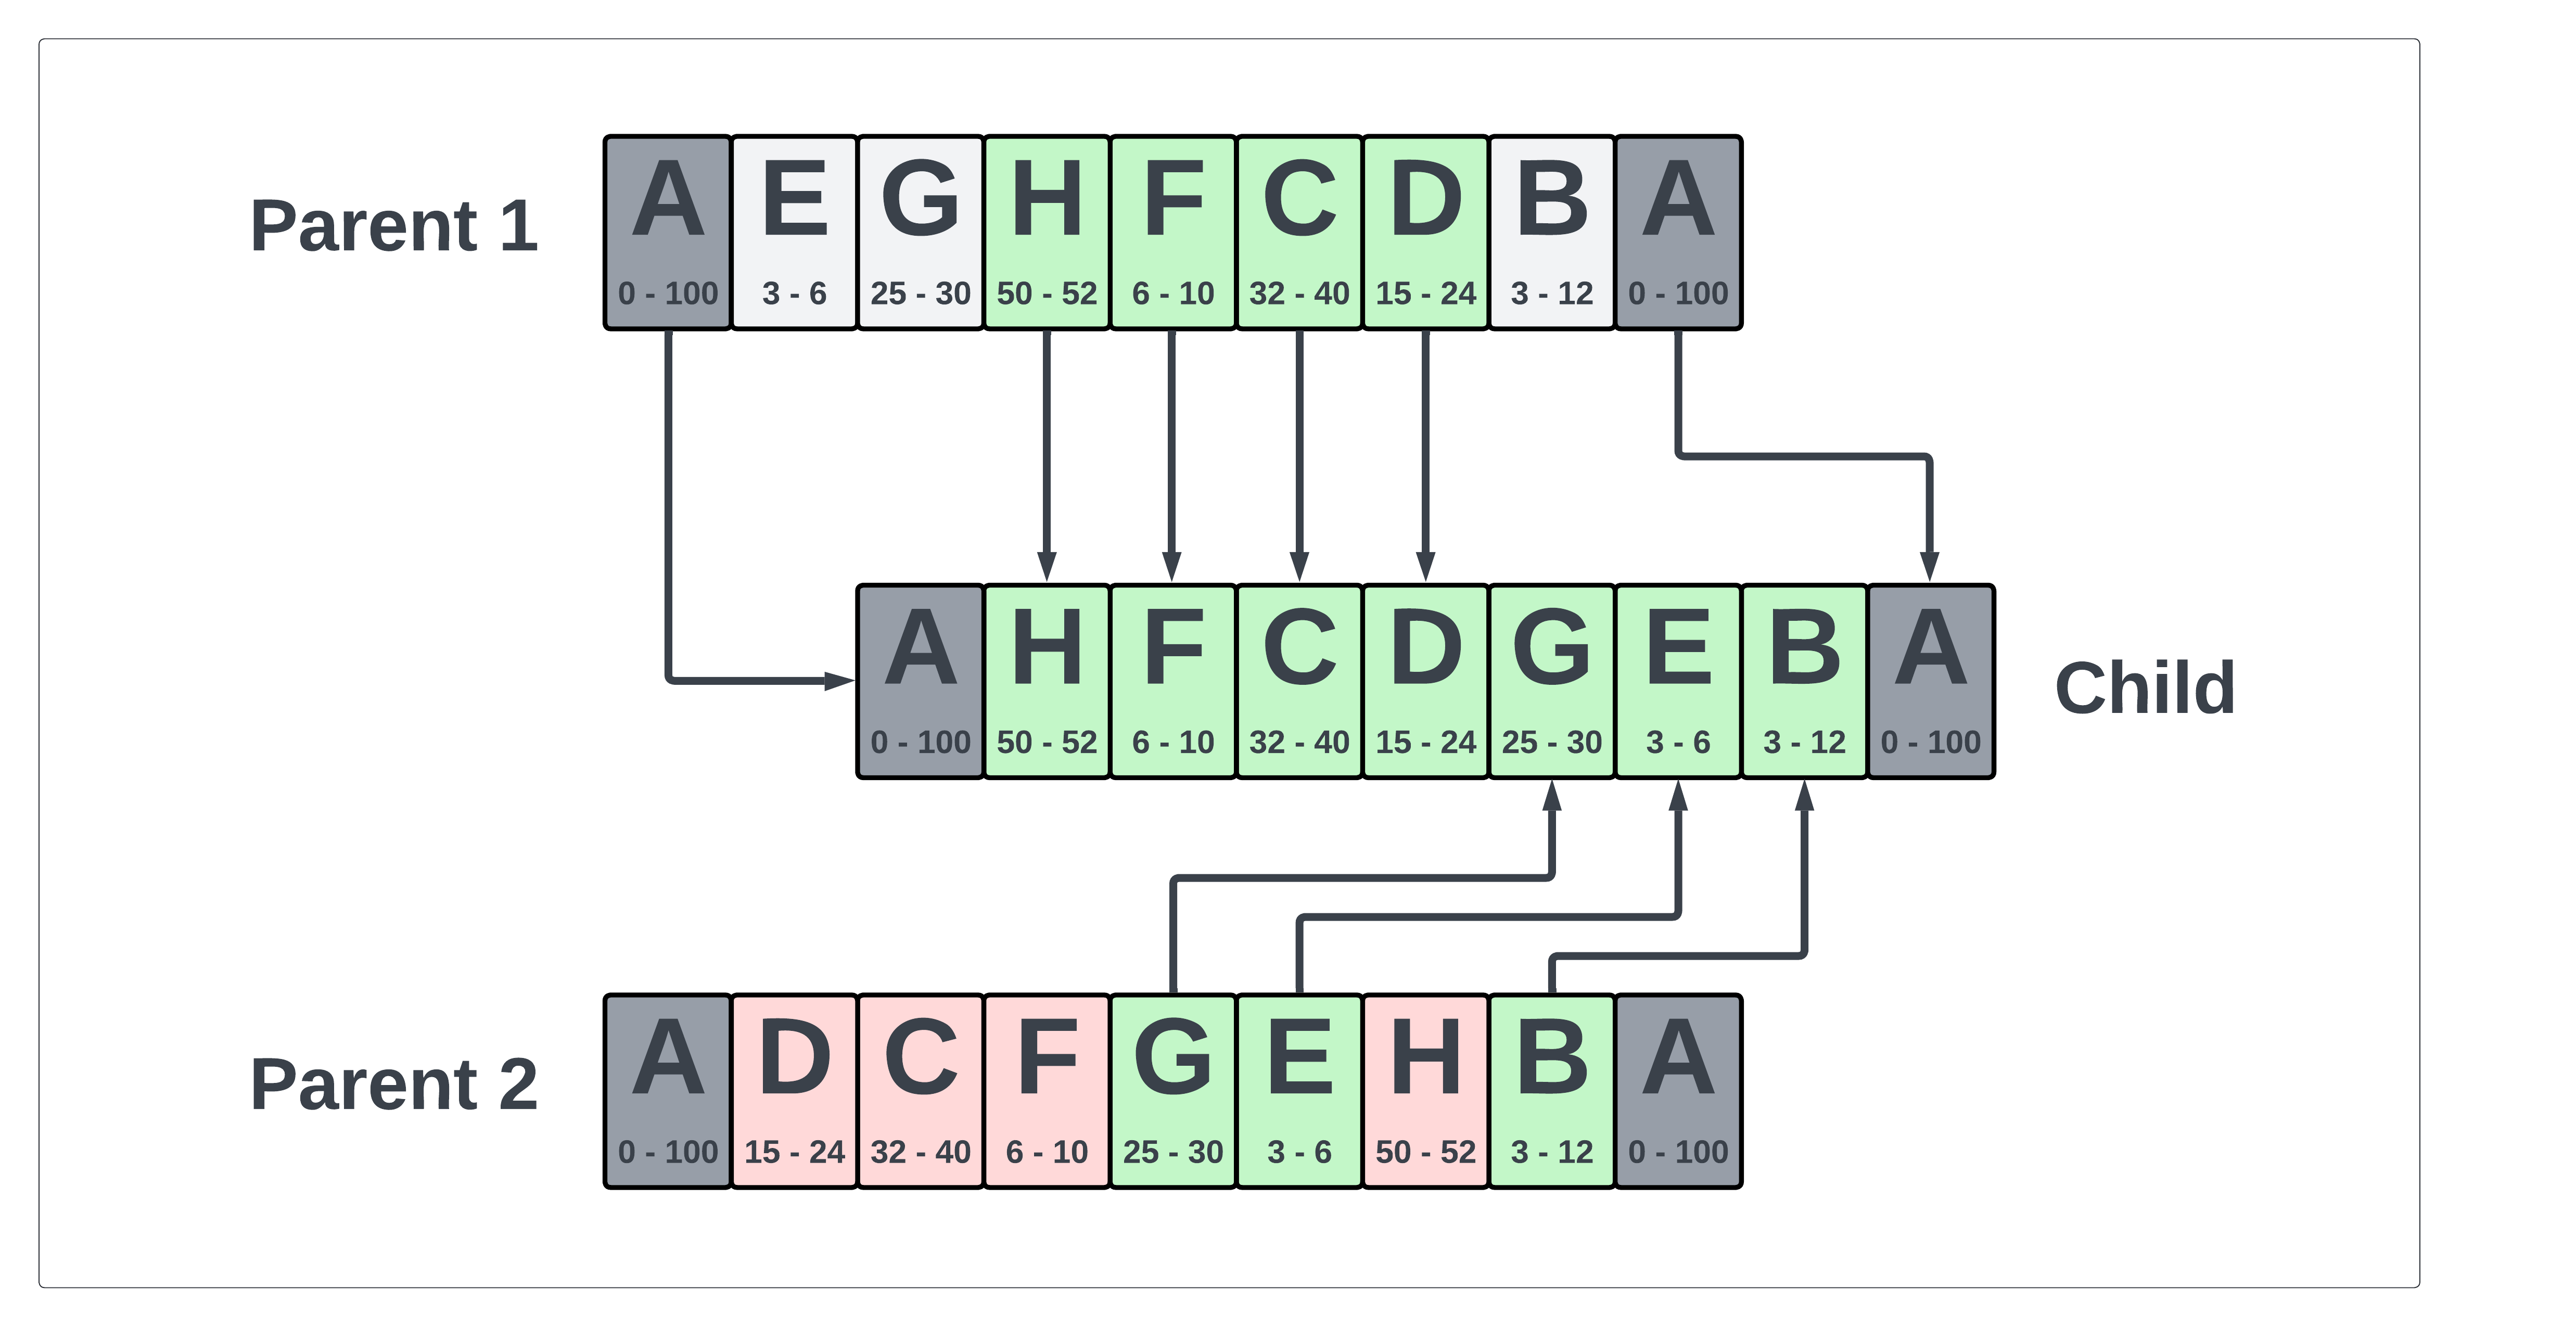 Parent 1
A E G H F C D B A
0 - 100 3 - 6 25 - 30 50 - 52 6 - 10 32 - 40 15 - 24 3 - 12 0 - 100
A H F C D G E B A
0 - 100 50 - 52 6 - 10 32 - 40 15 - 24 25 - 30 3 - 6 3 - 12 0 - 100
Child
Parent 2
A D C F G E H B A
0 - 100 15 - 24 32 - 40 6 - 10 25 - 30 3 - 6 50 - 52 3 - 12 0 - 100